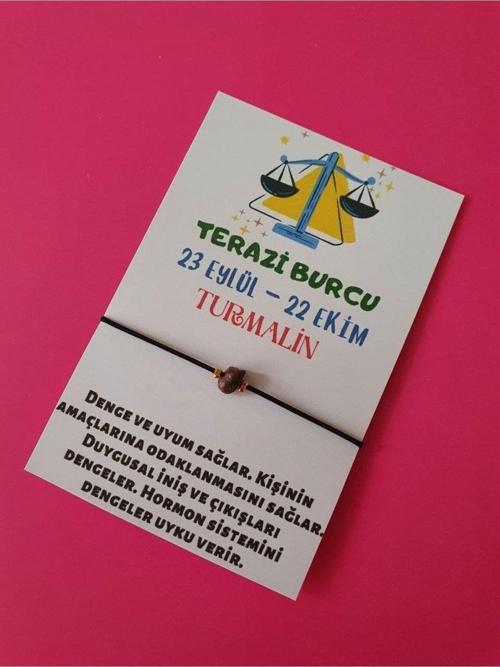 TERAZİ BURCU
23 EYLÜL – 22 EKİM
TURMALİN
DENGE VE UYUM SAĞLAR. KİŞİNİN
AMAÇLARINA ODAKLANMASINI SAĞLAR.
DUYGUSAL İNİŞ VE ÇIKIŞLARI
DENGELER. HORMON SİSTEMİNİ
DENGELER UYKU VERİR.